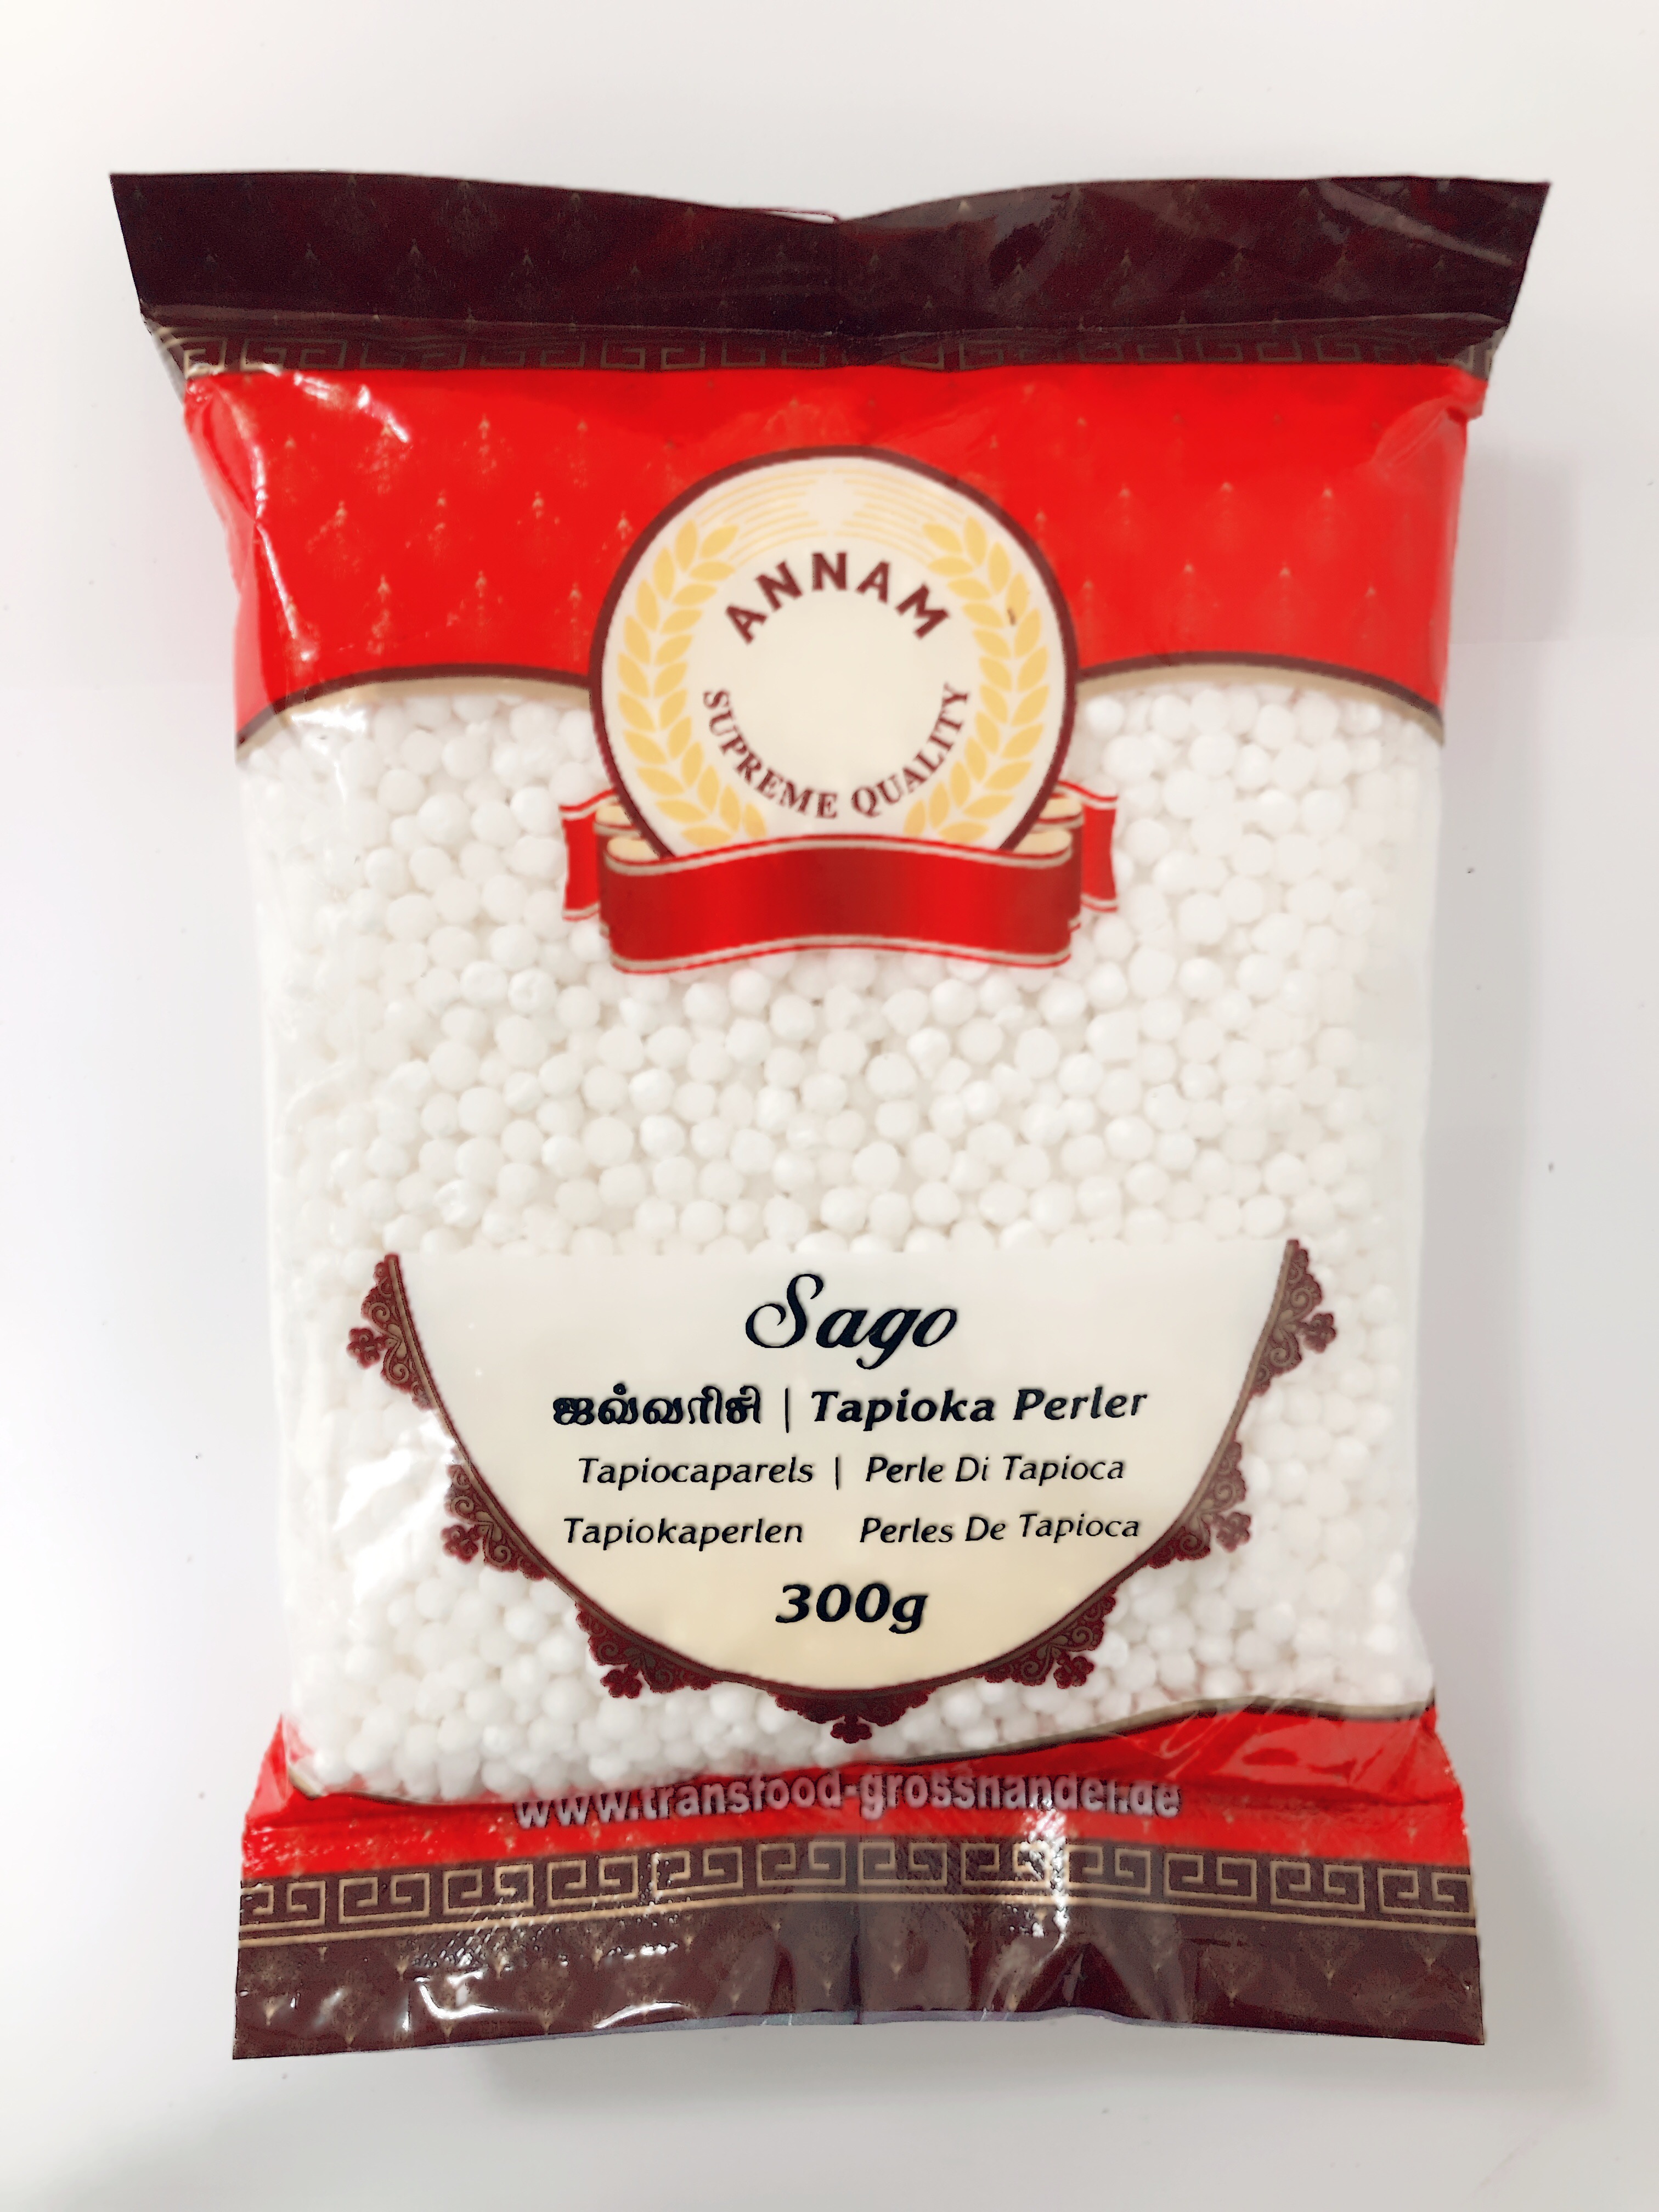 ANNAM
SUPREME QUALITY
Sago
ஜவ்வரிசி | Tapioka Perler
Tapiocaparels | Perle Di Tapioca
Tapiokaperlen Perles De Tapioca
300g
www.transfood-grosshandel.de